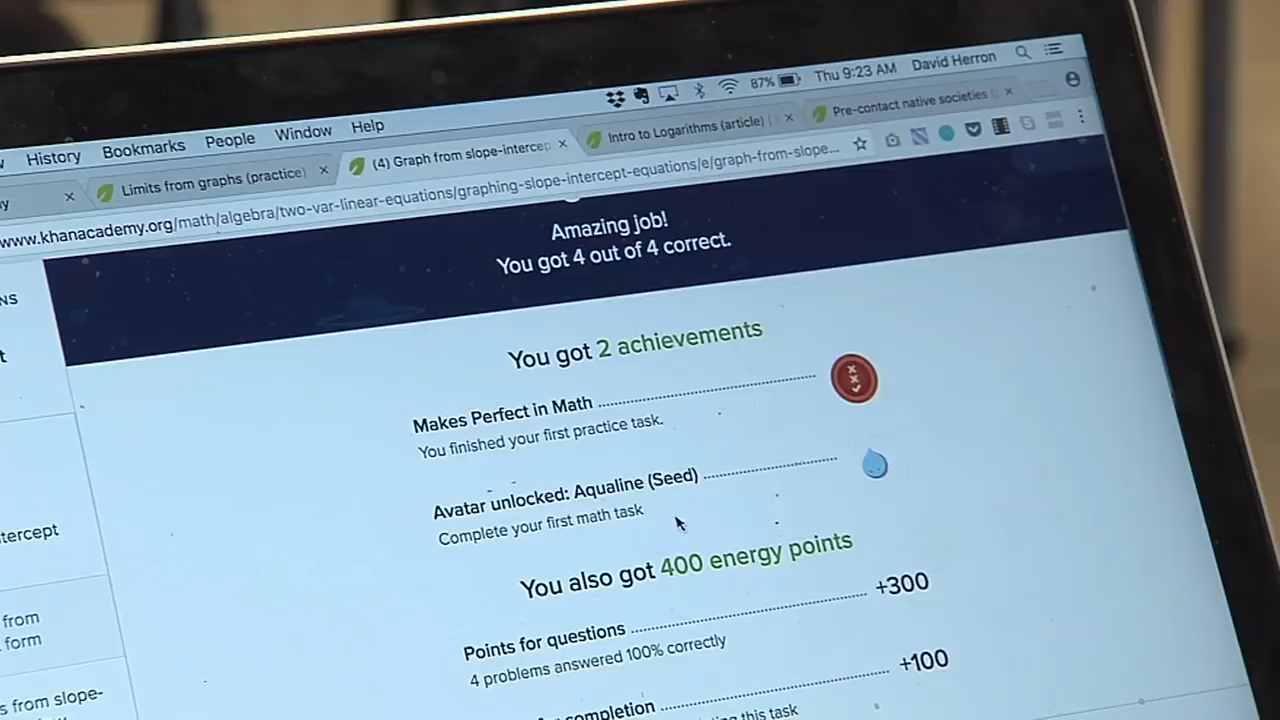 History Bookmarks People Window Help 87% Thu 9:23 AM David Herron
Limits from graphs (practice) (4) Graph from slope-intercep Intro to Logarithms (article) Pre-contact native societies
www.khanacademy.org/math/algebra/two-var-linear-equations/graphing-slope-intercept-equations/e/graph-from-slope...
Amazing job!
You got 4 out of 4 correct.
You got 2 achievements
Makes Perfect in Math
You finished your first practice task.
Avatar unlocked: Aqualine (Seed)
Complete your first math task
You also got 400 energy points
Points for questions +300
4 problems answered 100% correctly
completion +100
this task
NS
t
tercept
from
form
s from slope-